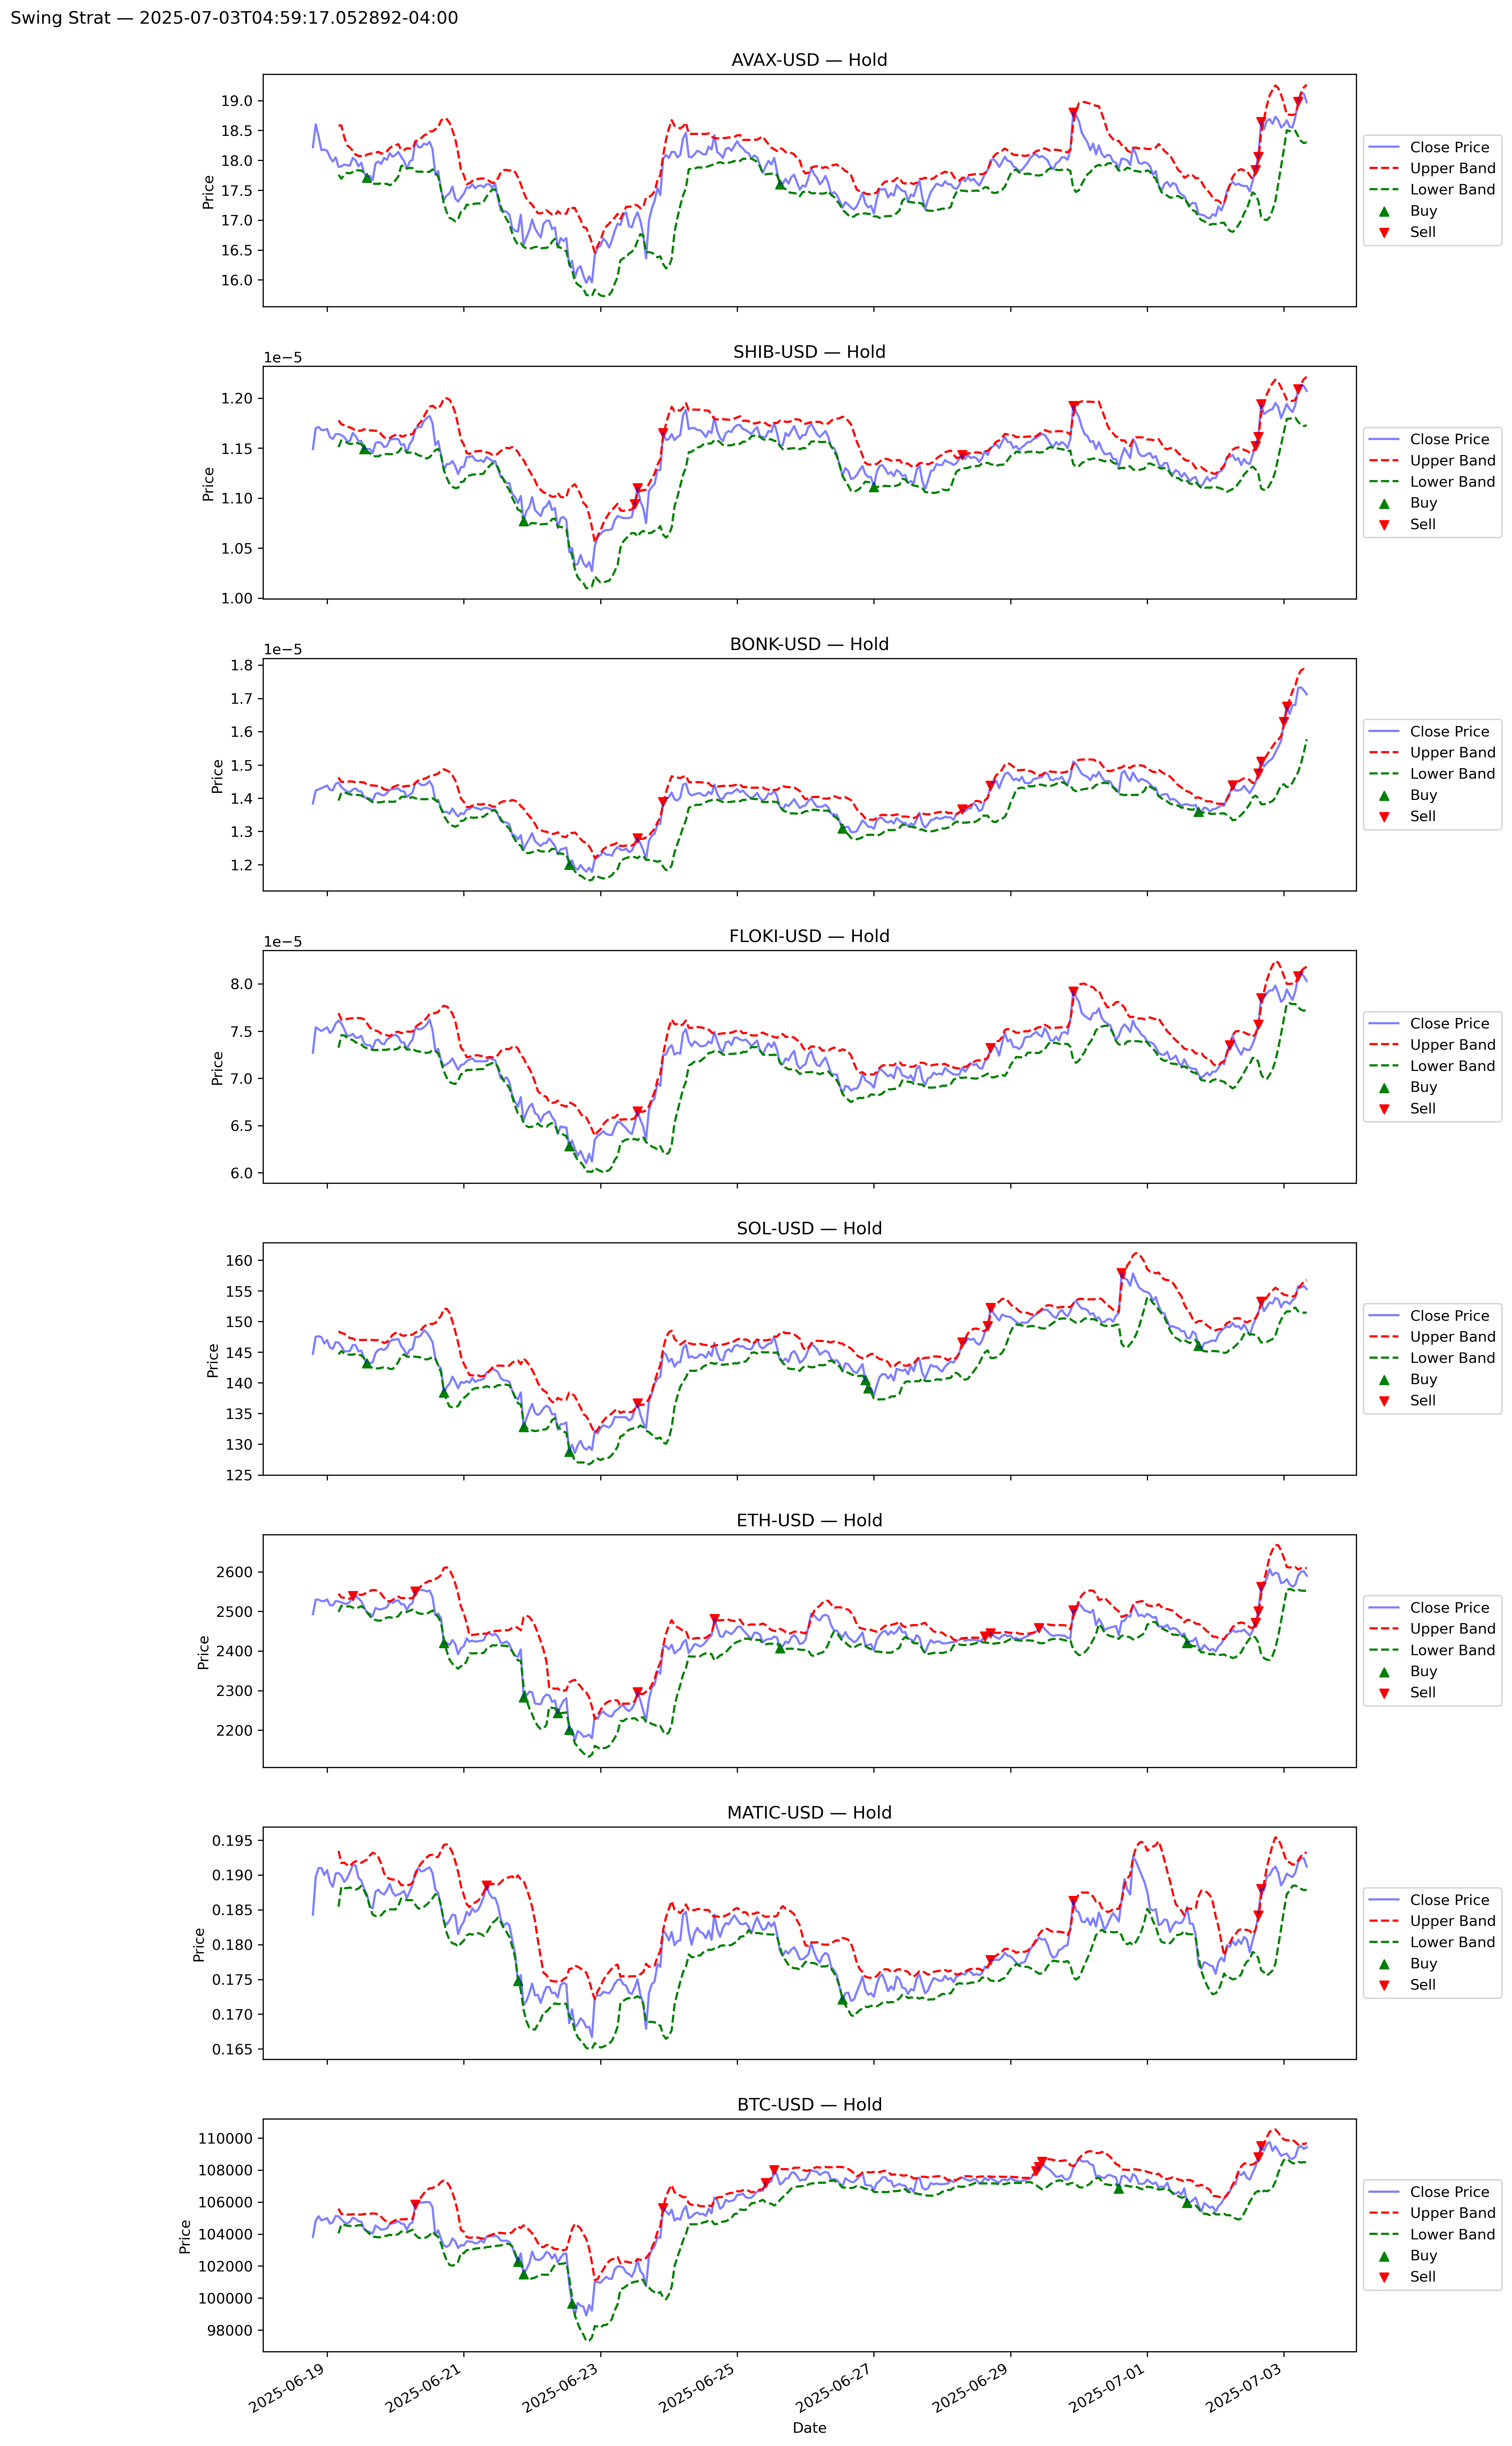 Swing Strat — 2025-07-03T04:59:17.052892-04:00
AVAX-USD — Hold
Price
19.0
18.5
18.0
17.5
17.0
16.5
16.0
Close Price
Upper Band
Lower Band
Buy
Sell
SHIB-USD — Hold
1e−5
Price
1.20
1.15
1.10
1.05
1.00
Close Price
Upper Band
Lower Band
Buy
Sell
BONK-USD — Hold
1e−5
Price
1.8
1.7
1.6
1.5
1.4
1.3
1.2
Close Price
Upper Band
Lower Band
Buy
Sell
FLOKI-USD — Hold
1e−5
Price
8.0
7.5
7.0
6.5
6.0
Close Price
Upper Band
Lower Band
Buy
Sell
SOL-USD — Hold
Price
160
155
150
145
140
135
130
125
Close Price
Upper Band
Lower Band
Buy
Sell
ETH-USD — Hold
Price
2600
2500
2400
2300
2200
Close Price
Upper Band
Lower Band
Buy
Sell
MATIC-USD — Hold
Price
0.195
0.190
0.185
0.180
0.175
0.170
0.165
Close Price
Upper Band
Lower Band
Buy
Sell
BTC-USD — Hold
Price
110000
108000
106000
104000
102000
100000
98000
Close Price
Upper Band
Lower Band
Buy
Sell
2025-06-19
2025-06-21
2025-06-23
2025-06-25
2025-06-27
2025-06-29
2025-07-01
2025-07-03
Date